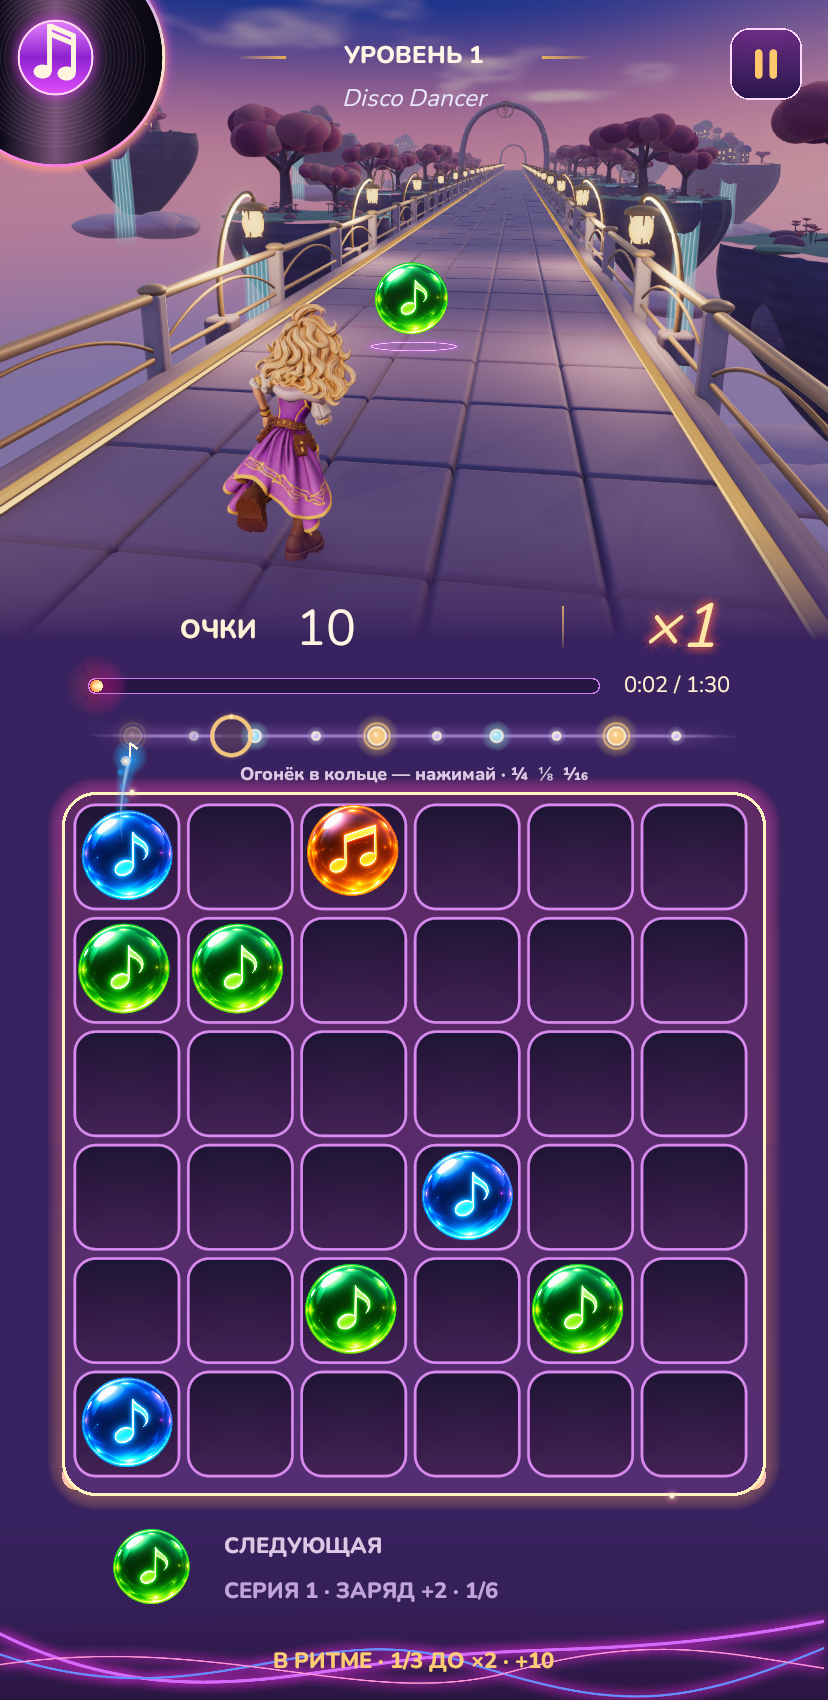 УРОВЕНЬ 1
Disco Dancer
ОЧКИ 10 ×1
0:02 / 1:30
Огонёк в кольце — нажимай · ¼ ⅛ ¹⁄₁₆
СЛЕДУЮЩАЯ
СЕРИЯ 1 · ЗАРЯД +2 · 1/6
В РИТМЕ · 1/3 ДО ×2 · +10